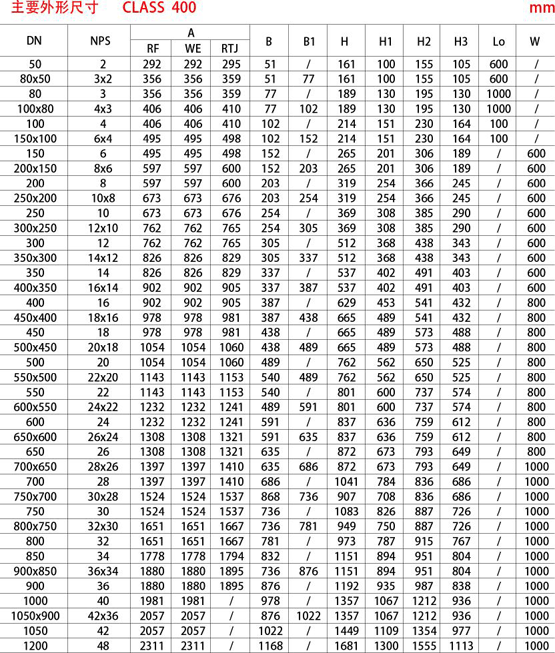 主要外形尺寸 CLASS 400 mm
DN NPS A B B1 H H1 H2 H3 Lo W
RF WE RTJ
50 2 292 292 295 51 / 161 100 155 105 600 /
80x50 3x2 356 356 359 51 77 161 100 155 105 600 /
80 3 356 356 359 77 / 189 130 195 130 1000 /
100x80 4x3 406 406 410 77 102 189 130 195 130 1000 /
100 4 406 406 410 102 / 214 151 230 164 100 /
150x100 6x4 495 495 498 102 152 214 151 230 164 100 /
150 6 495 495 498 152 / 265 201 306 189 / 600
200x150 8x6 597 597 600 152 203 265 201 306 189 / 600
200 8 597 597 600 203 / 319 254 366 245 / 600
250x200 10x8 673 673 676 203 254 319 254 366 245 / 600
250 10 673 673 676 254 / 369 308 385 290 / 600
300x250 12x10 762 762 765 254 305 369 308 385 290 / 600
300 12 762 762 765 305 / 512 368 438 343 / 600
350x300 14x12 826 826 829 305 337 512 368 438 343 / 600
350 14 826 826 829 337 / 537 402 491 403 / 600
400x350 16x14 902 902 905 337 387 537 402 491 403 / 600
400 16 902 902 905 387 / 629 453 541 432 / 800
450x400 18x16 978 978 981 387 438 665 489 541 432 / 800
450 18 978 978 981 438 / 665 489 573 488 / 800
500x450 20x18 1054 1054 1060 438 489 665 489 573 488 / 800
500 20 1054 1054 1060 489 / 762 562 650 525 / 800
550x500 22x20 1143 1143 1153 540 489 762 562 650 525 / 800
550 22 1143 1143 1153 540 / 801 600 737 574 / 800
600x550 24x22 1232 1232 1241 489 591 801 600 737 574 / 800
600 24 1232 1232 1241 591 / 837 636 759 612 / 800
650x600 26x24 1308 1308 1321 591 635 837 636 759 612 / 800
650 26 1308 1308 1321 635 / 872 673 793 649 / 800
700x650 28x26 1397 1397 1410 635 686 872 673 793 649 / 1000
700 28 1397 1397 1410 686 / 1041 784 836 686 / 1000
750x700 30x28 1524 1524 1537 868 736 907 708 836 686 / 1000
750 30 1524 1524 1537 736 / 1083 826 887 726 / 1000
800x750 32x30 1651 1651 1667 736 781 949 750 887 726 / 1000
800 32 1651 1651 1667 781 / 973 787 915 767 / 1000
850 34 1778 1778 1794 832 / 1151 894 951 804 / 1000
900x850 36x34 1880 1880 1895 736 876 1151 894 951 804 / 1000
900 36 1880 1880 1895 876 / 1192 935 987 838 / 1000
1000 40 1981 1981 / 978 / 1357 1067 1212 936 / 1000
1050x900 42x36 2057 2057 / 876 1022 1357 1067 1212 936 / 1000
1050 42 2057 2057 / 1022 / 1449 1109 1354 977 / 1000
1200 48 2311 2311 / 1168 / 1681 1300 1555 1113 / 1000